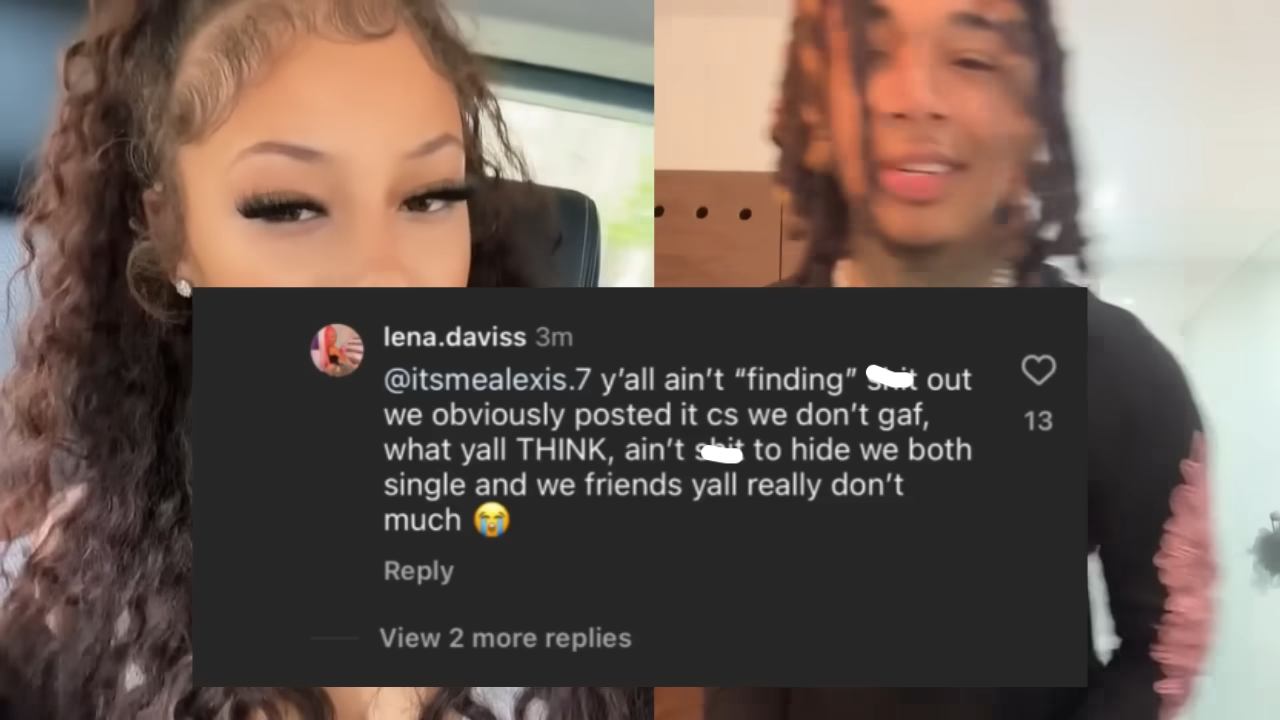 lena.daviss 3m
@itsmealexis.7 y’all ain’t “finding” shit out
we obviously posted it cs we don’t gaf,
what yall THINK, ain’t shit to hide we both
single and we friends yall really don’t
much 😭
13
Reply
View 2 more replies